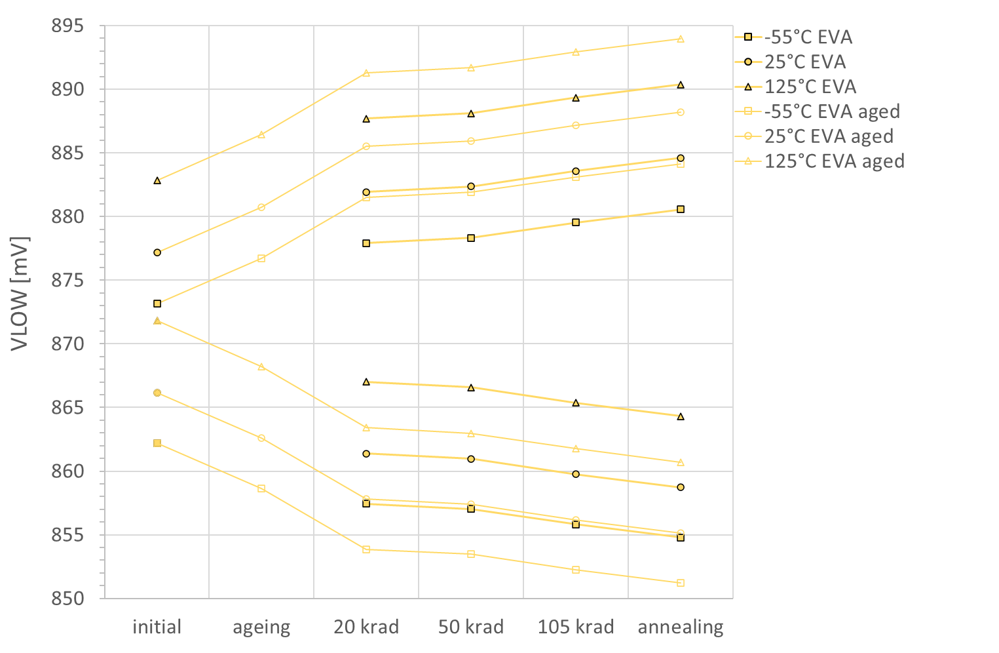 895
890
885
880
875
870
865
860
855
850
VLOW [mV]
initial
ageing
20 krad
50 krad
105 krad
annealing
-55°C EVA
25°C EVA
125°C EVA
-55°C EVA aged
25°C EVA aged
125°C EVA aged